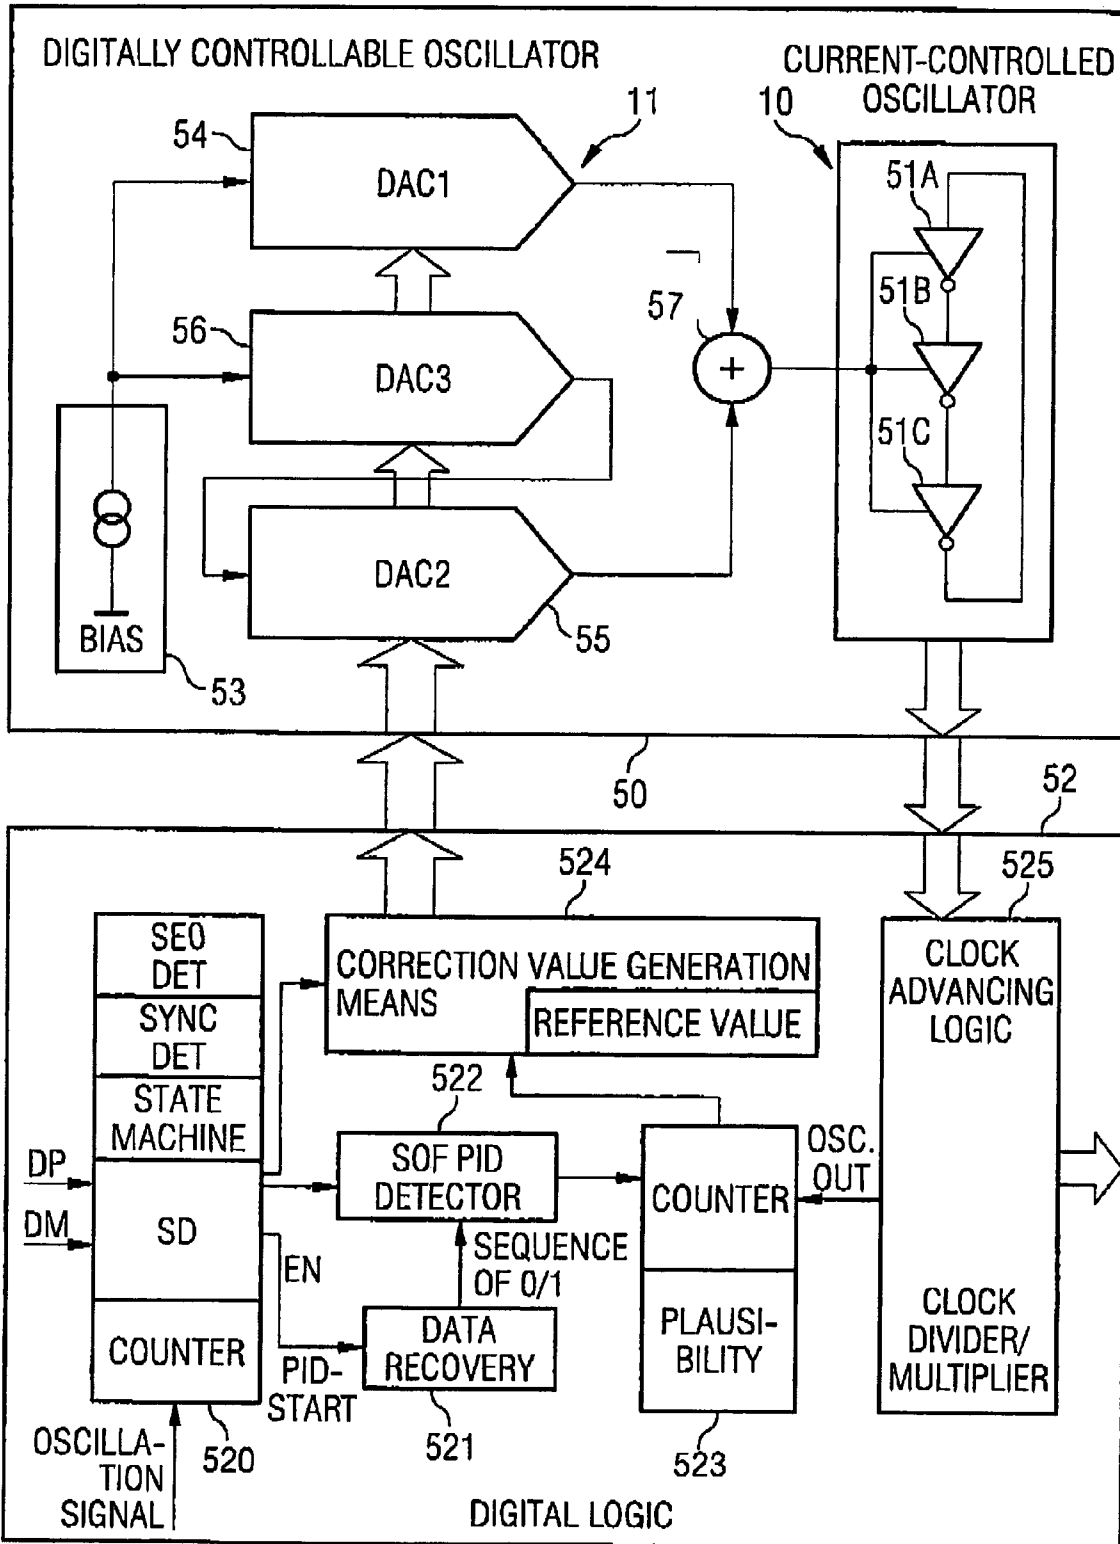 DIGITALLY CONTROLLABLE OSCILLATOR
CURRENT-CONTROLLED
OSCILLATOR
54
DAC1
11
10
51A
56
DAC3
57
+
51B
51C
DAC2
55
BIAS
53
50
52
524
525
SE0
DET
SYNC
DET
STATE
MACHINE
DP
DM
SD
COUNTER
CORRECTION VALUE GENERATION
MEANS
REFERENCE VALUE
522
SOF PID
DETECTOR
SEQUENCE
OF 0/1
EN
PID-
START
DATA
RECOVERY
521
COUNTER
PLAUSI-
BILITY
523
OSC.
OUT
CLOCK
ADVANCING
LOGIC
CLOCK
DIVIDER/
MULTIPLIER
520
OSCILLA-
TION
SIGNAL
DIGITAL LOGIC